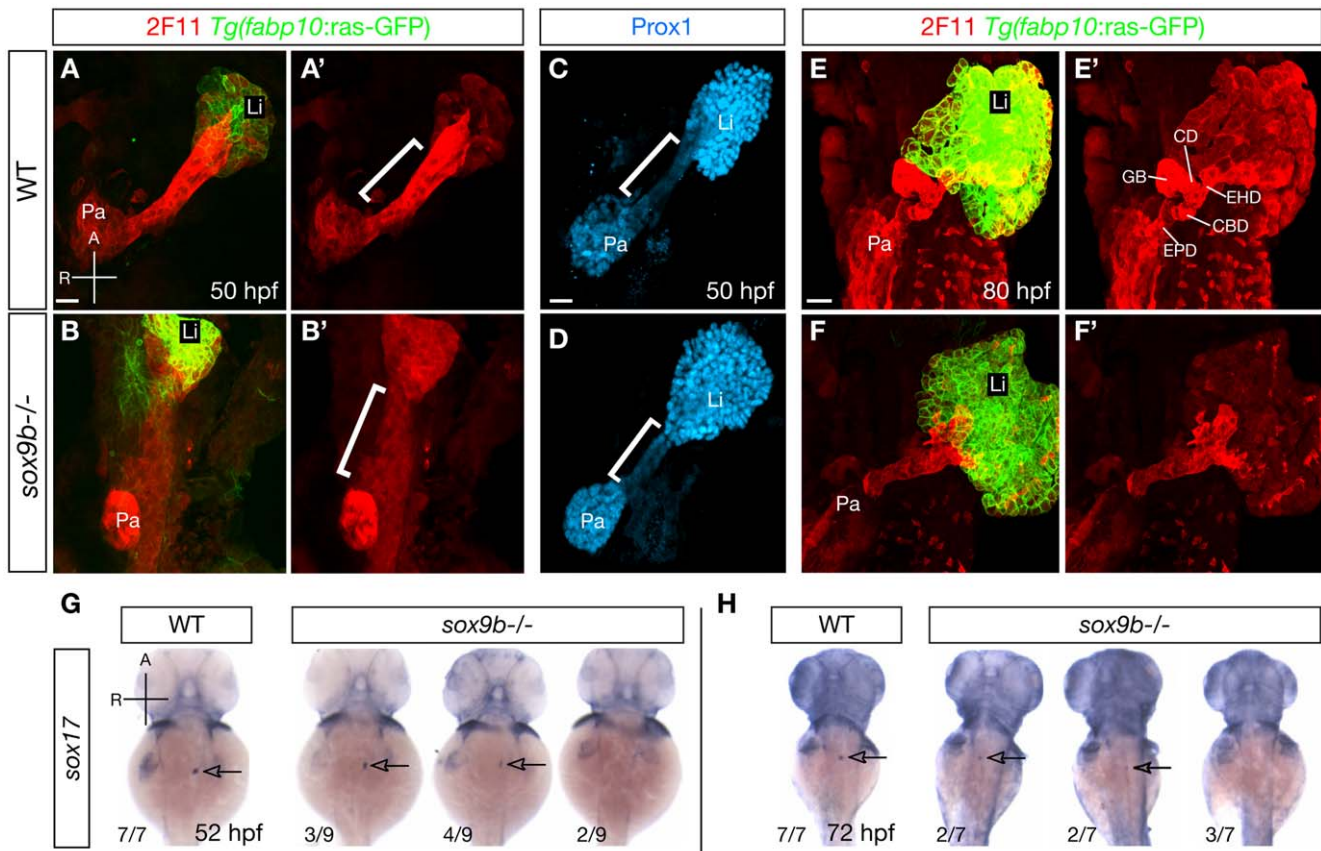 2F11 Tg(fabp10:ras-GFP)
Prox1
2F11 Tg(fabp10:ras-GFP)
WT
A
Li
Pa
A
R
50 hpf
A'
C
Li
Pa
50 hpf
E
Li
Pa
80 hpf
E'
CD
GB
EHD
CBD
EPD
sox9b-/-
B
Li
Pa
B'
D
Li
Pa
F
Li
Pa
F'
G
WT
sox9b-/-
H
WT
sox9b-/-
sox17
A
R
7/7
52 hpf
3/9
4/9
2/9
7/7
72 hpf
2/7
2/7
3/7